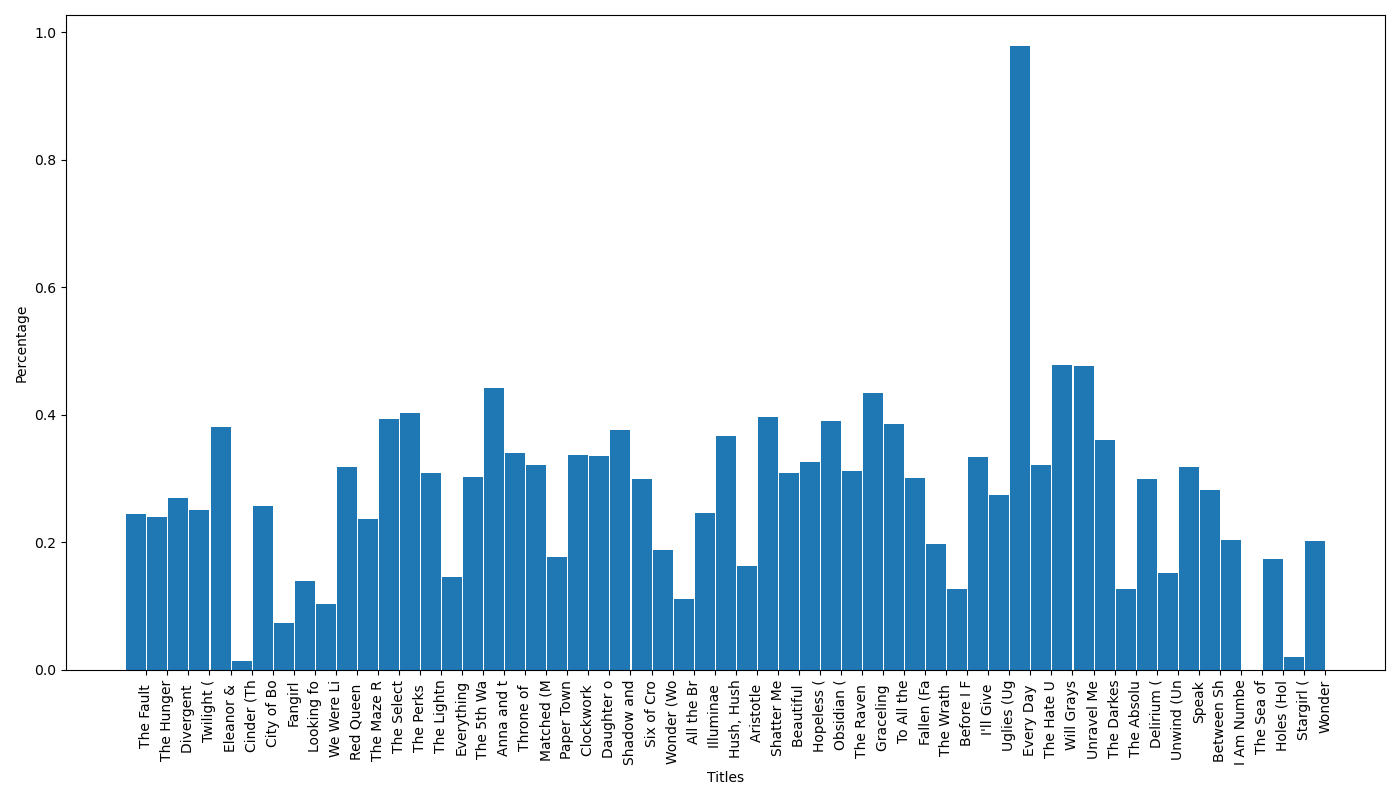 1.0
0.8
0.6
0.4
0.2
0.0
Percentage
The Fault
The Hunger
Divergent
Twilight (
Eleanor &
Cinder (Th
City of Bo
Fangirl
Looking fo
We Were Li
Red Queen
The Maze R
The Select
The Perks
The Lightn
Everything
The 5th Wa
Anna and t
Throne of
Matched (M
Paper Town
Clockwork
Daughter o
Shadow and
Six of Cro
Wonder (Wo
All the Br
Illuminae
Hush, Hush
Aristotle
Shatter Me
Beautiful
Hopeless (
Obsidian (
The Raven
Graceling
To All the
Fallen (Fa
The Wrath
Before I F
I'll Give
Uglies (Ug
Every Day
The Hate U
Will Grays
Unravel Me
The Darkes
The Absolu
Delirium (
Unwind (Un
Speak
Between Sh
I Am Numbe
The Sea of
Holes (Hol
Stargirl (
Wonder
Titles